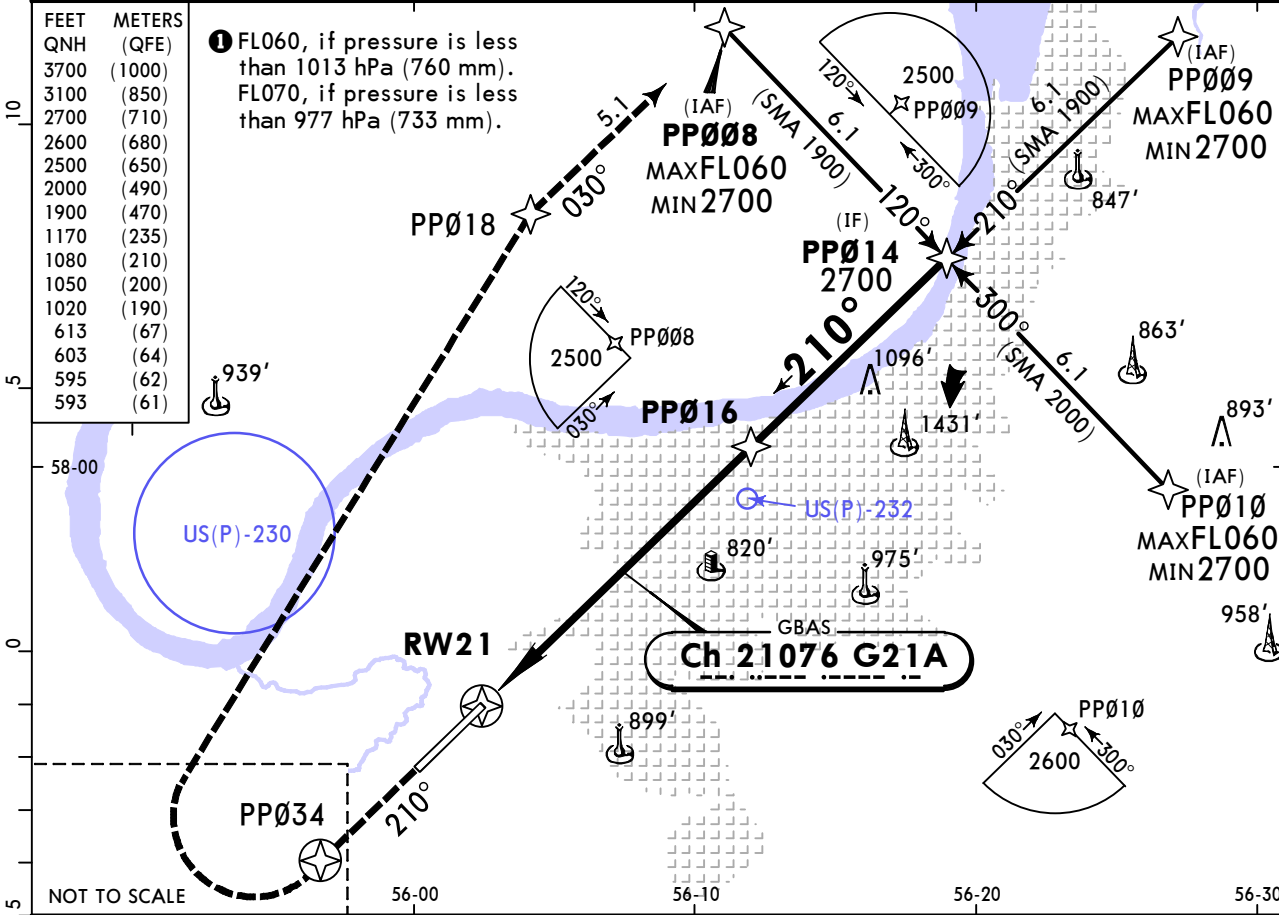 FEET METERS
QNH (QFE)
3700 (1000)
3100 (850)
2700 (710)
2600 (680)
2500 (650)
2000 (490)
1900 (470)
1170 (235)
1080 (210)
1050 (200)
1020 (190)
613 (67)
603 (64)
595 (62)
593 (61)
❶ FL060, if pressure is less
than 1013 hPa (760 mm).
FL070, if pressure is less
than 977 hPa (733 mm).
10
5
0
5
5.1
030°
PPØ18
(IAF)
PPØØ8
MAXFL060
MIN 2700
(SMA 1900)
6.1
120°
120°
2500
PPØØ9
300°
6.1
(SMA 1900)
210°
(IAF)
PPØØ9
MAXFL060
MIN 2700
847'
(IF)
PPØ14
2700
120°
PPØØ8
2500
030°
210°
1096'
1431'
300°
6.1
(SMA 2000)
863'
893'
939'
PPØ16
58-00
US(P)-230
US(P)-232
(IAF)
PPØ1Ø
MAXFL060
MIN 2700
820'
975'
958'
RW21
GBAS
Ch 21076 G21A
899'
PPØ1Ø
030°
300°
2600
PPØ34
210°
NOT TO SCALE
56-00
56-10
56-20
56-30